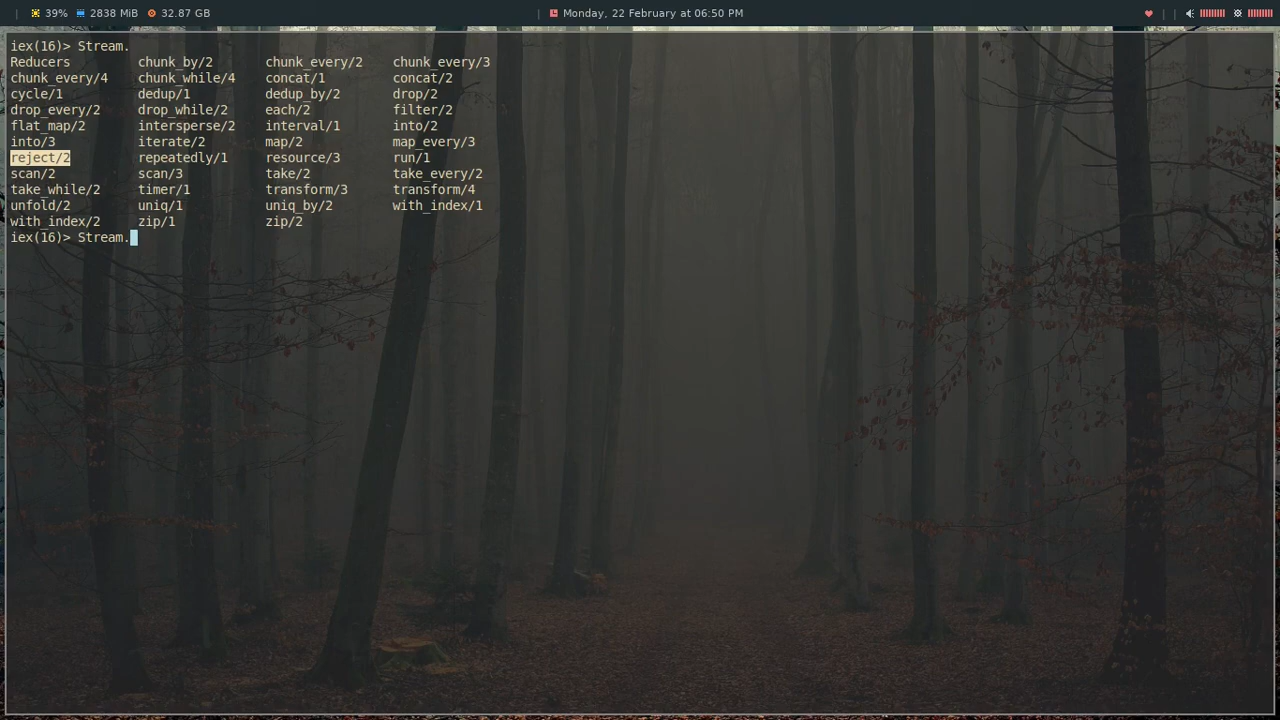 39% 2838 MiB 32.87 GB Monday, 22 February at 06:50 PM
iex(16)> Stream.
Reducers chunk_by/2 chunk_every/2 chunk_every/3
chunk_every/4 chunk_while/4 concat/1 concat/2
cycle/1 dedup/1 dedup_by/2 drop/2
drop_every/2 drop_while/2 each/2 filter/2
flat_map/2 intersperse/2 interval/1 into/2
into/3 iterate/2 map/2 map_every/3
reject/2 repeatedly/1 resource/3 run/1
scan/2 scan/3 take/2 take_every/2
take_while/2 timer/1 transform/3 transform/4
unfold/2 uniq/1 uniq_by/2 with_index/1
with_index/2 zip/1 zip/2
iex(16)> Stream.